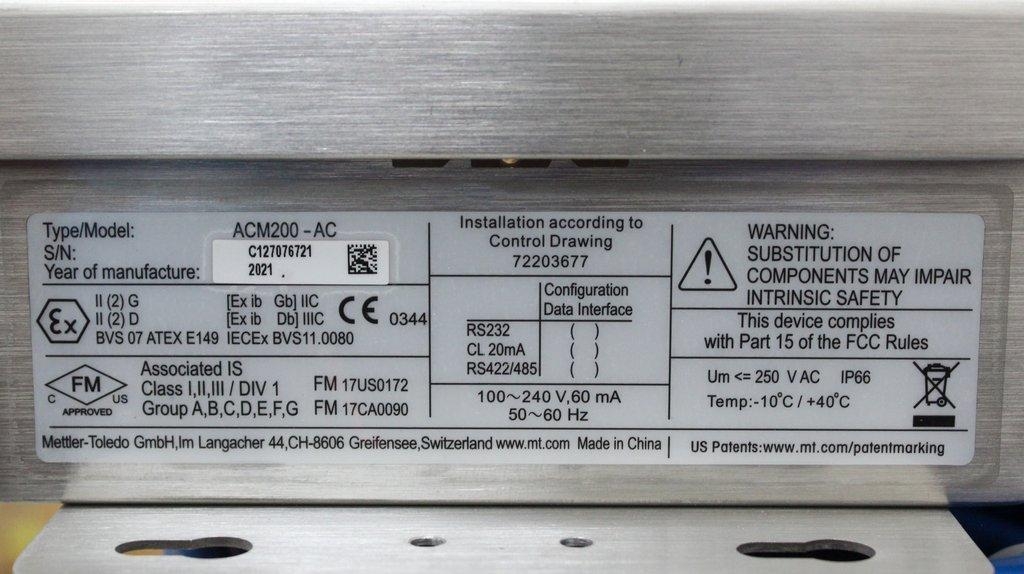 Type/Model: ACM200 - AC
S/N: C127076721
Year of manufacture: 2021 .
Ex
II (2) G [Ex ib Gb] IIC
II (2) D [Ex ib Db] IIIC
CE 0344
BVS 07 ATEX E149 IECEx BVS11.0080
FM
C US
APPROVED
Associated IS
Class I,II,III / DIV 1 FM 17US0172
Group A,B,C,D,E,F,G FM 17CA0090
Installation according to
Control Drawing
72203677
Configuration
Data Interface
RS232 ( )
CL 20mA ( )
RS422/485 ( )
100~240 V,60 mA
50~60 Hz
WARNING:
SUBSTITUTION OF
COMPONENTS MAY IMPAIR
INTRINSIC SAFETY
This device complies
with Part 15 of the FCC Rules
Um <= 250 V AC IP66
Temp:-10°C / +40°C
Mettler-Toledo GmbH,Im Langacher 44,CH-8606 Greifensee,Switzerland www.mt.com Made in China
US Patents:www.mt.com/patentmarking